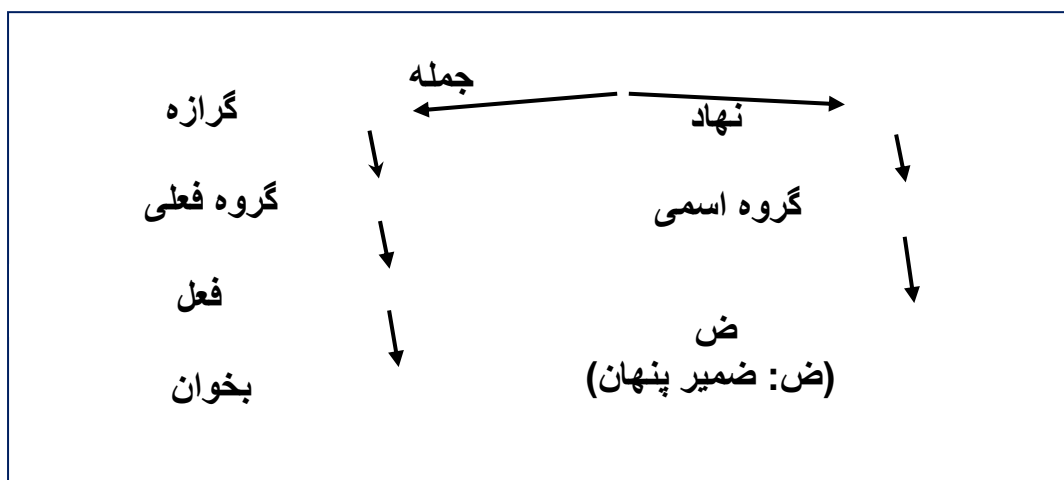 جمله
نهاد
گرازه
گروه اسمی
گروه فعلی
فعل
ض
(ض: ضمیر پنهان)
بخوان